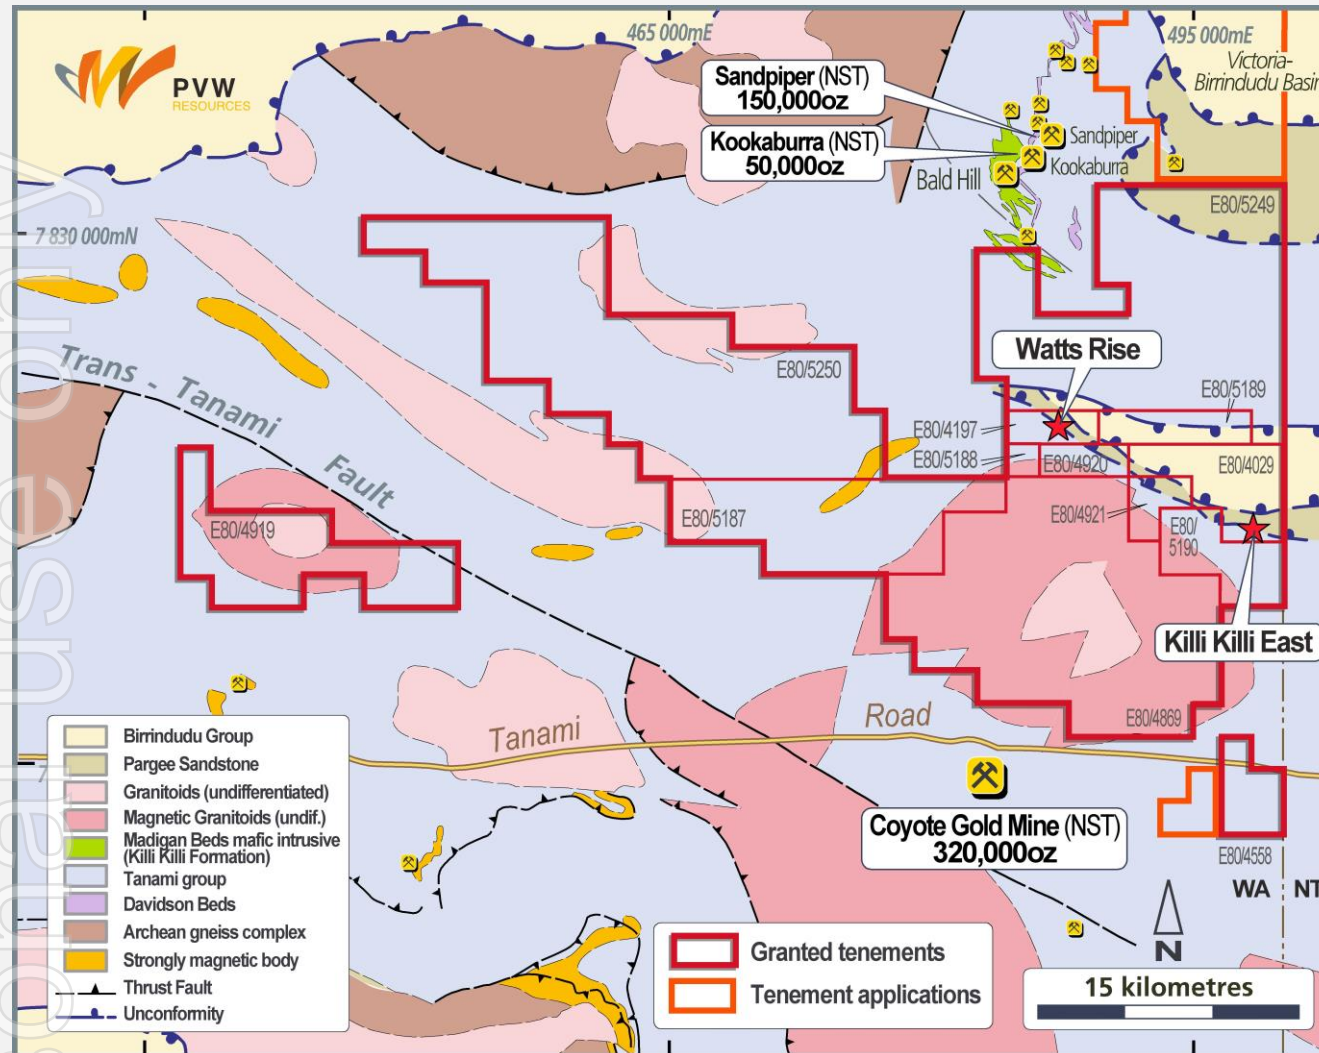 PVW
RESOURCES
465 000mE
495 000mE
Victoria-
Birrindudu Basin
Sandpiper (NST)
150,000oz
Kookaburra (NST)
50,000oz
Sandpiper
Kookaburra
Bald Hill
E80/5249
7 830 000mN
Watts Rise
E80/5250
E80/5189
E80/4197
E80/5188
E80/4920
E80/4029
Trans - Tanami
Fault
E80/4919
E80/5187
E80/4921
E80/
5190
Killi Killi East
E80/4869
Tanami
Road
Coyote Gold Mine (NST)
320,000oz
E80/4558
WA
NT
N
Birrindudu Group
Pargee Sandstone
Granitoids (undifferentiated)
Magnetic Granitoids (undif.)
Madigan Beds mafic intrusive
(Killi Killi Formation)
Tanami group
Davidson Beds
Archean gneiss complex
Strongly magnetic body
Thrust Fault
Unconformity
Granted tenements
Tenement applications
15 kilometres
use only